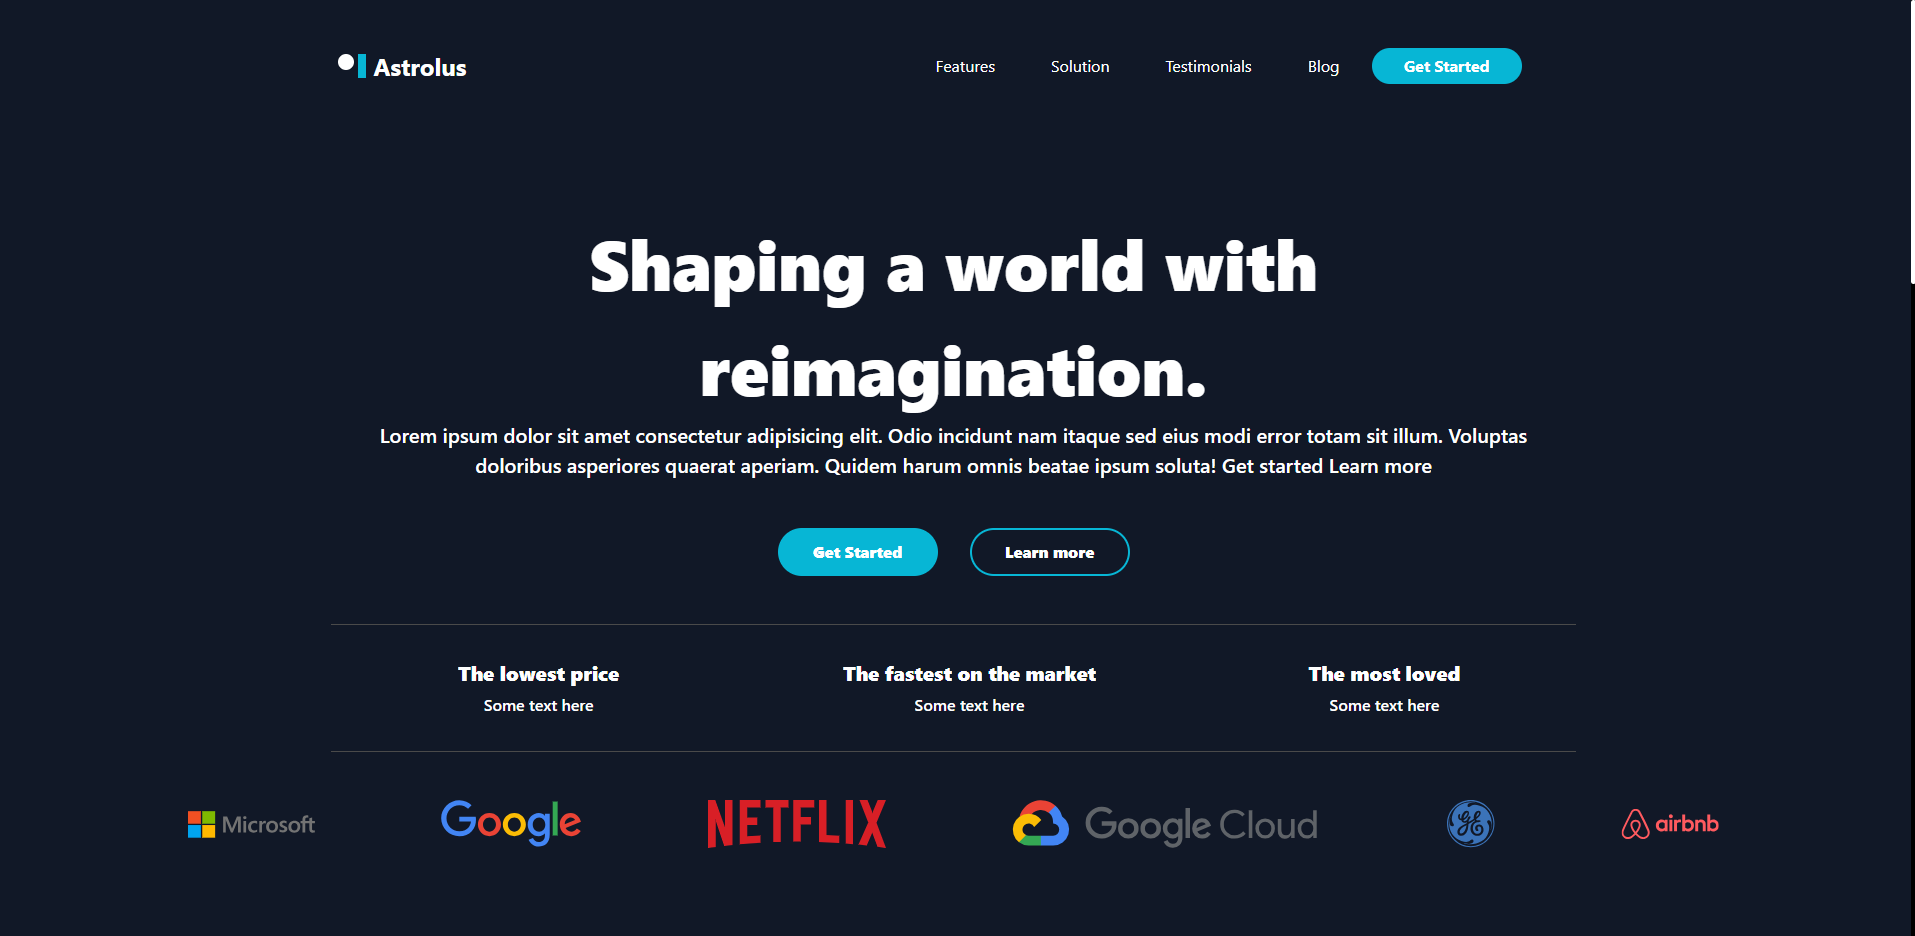 Astrolus
Features
Solution
Testimonials
Blog
Get Started
Shaping a world with
reimagination.
Lorem ipsum dolor sit amet consectetur adipisicing elit. Odio incidunt nam itaque sed eius modi error totam sit illum. Voluptas
doloribus asperiores quaerat aperiam. Quidem harum omnis beatae ipsum soluta! Get started Learn more
Get Started
Learn more
The lowest price
Some text here
The fastest on the market
Some text here
The most loved
Some text here
Microsoft
Google
NETFLIX
Google Cloud
GE
airbnb